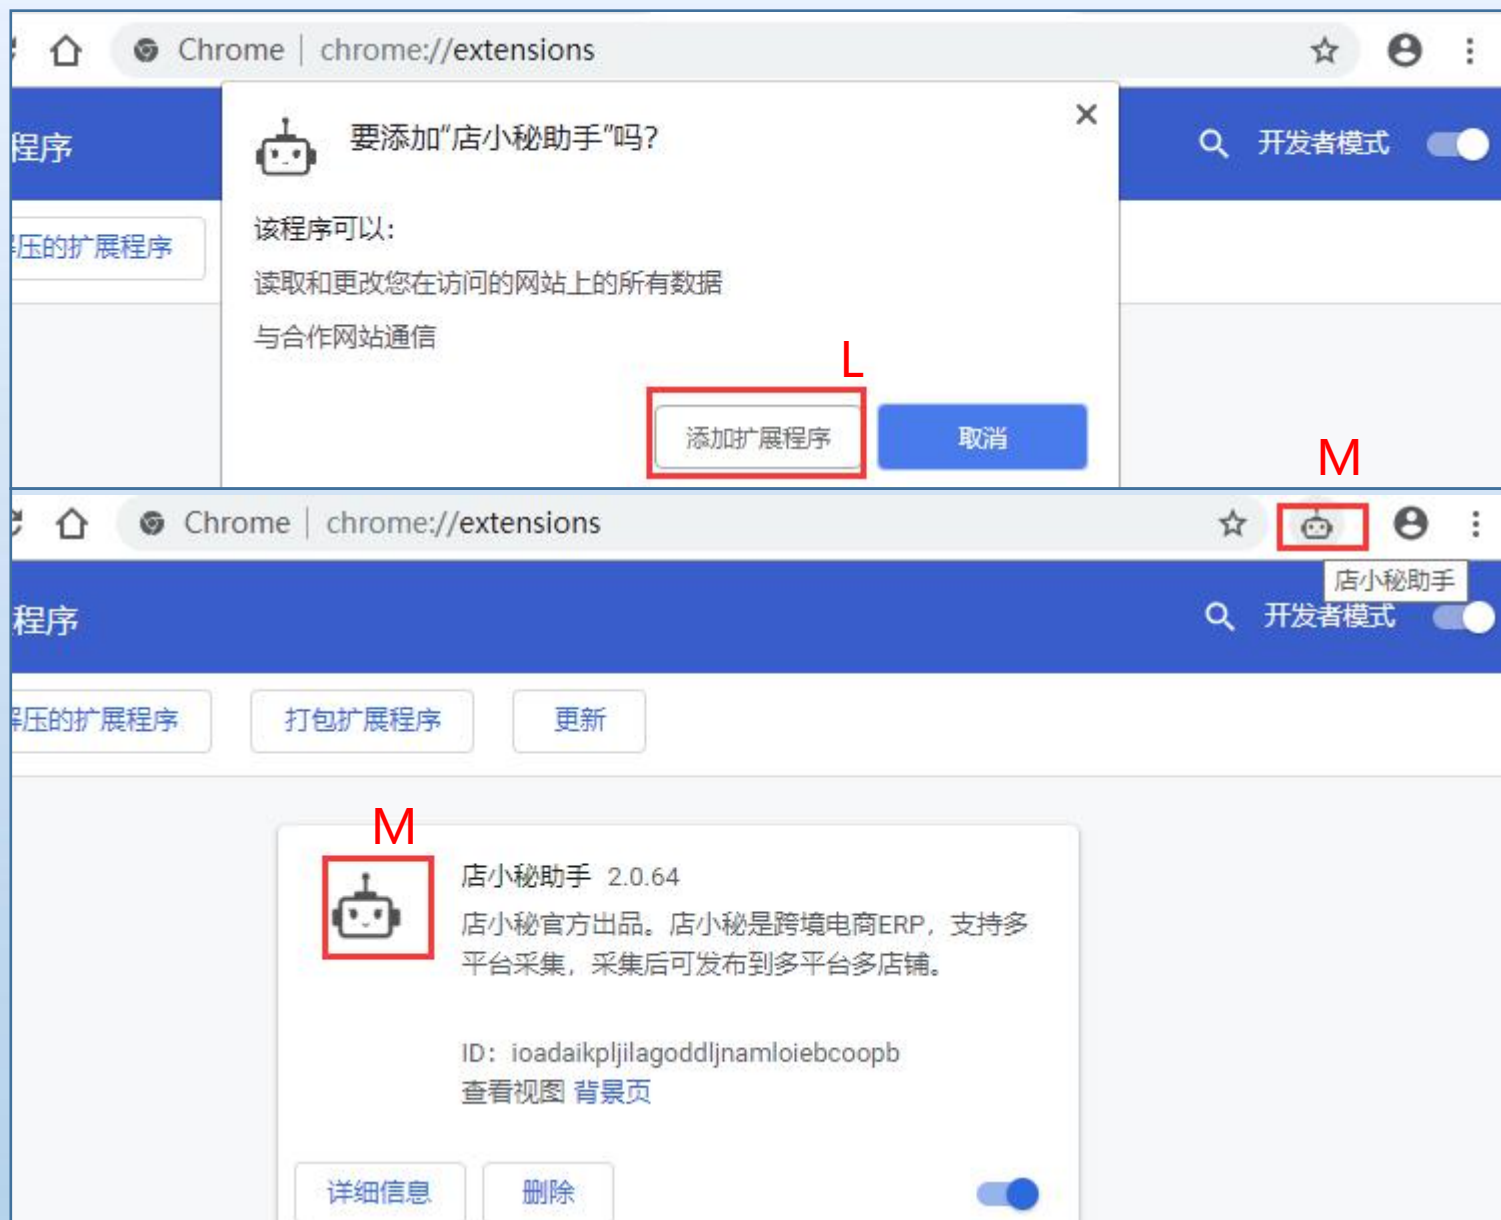 Chrome | chrome://extensions
程序
要添加“店小秘助手”吗?
开发者模式
压的扩展程序
该程序可以:
读取和更改您在访问的网站上的所有数据
与合作网站通信
L
添加扩展程序
取消
M
Chrome | chrome://extensions
店小秘助手
程序
开发者模式
解压的扩展程序
打包扩展程序
更新
M
店小秘助手 2.0.64
店小秘官方出品。店小秘是跨境电商ERP，支持多
平台采集，采集后可发布到多平台多店铺。
ID: ioadaikpljilagoddljnamloiebcoopb
查看视图 背景页
详细信息
删除